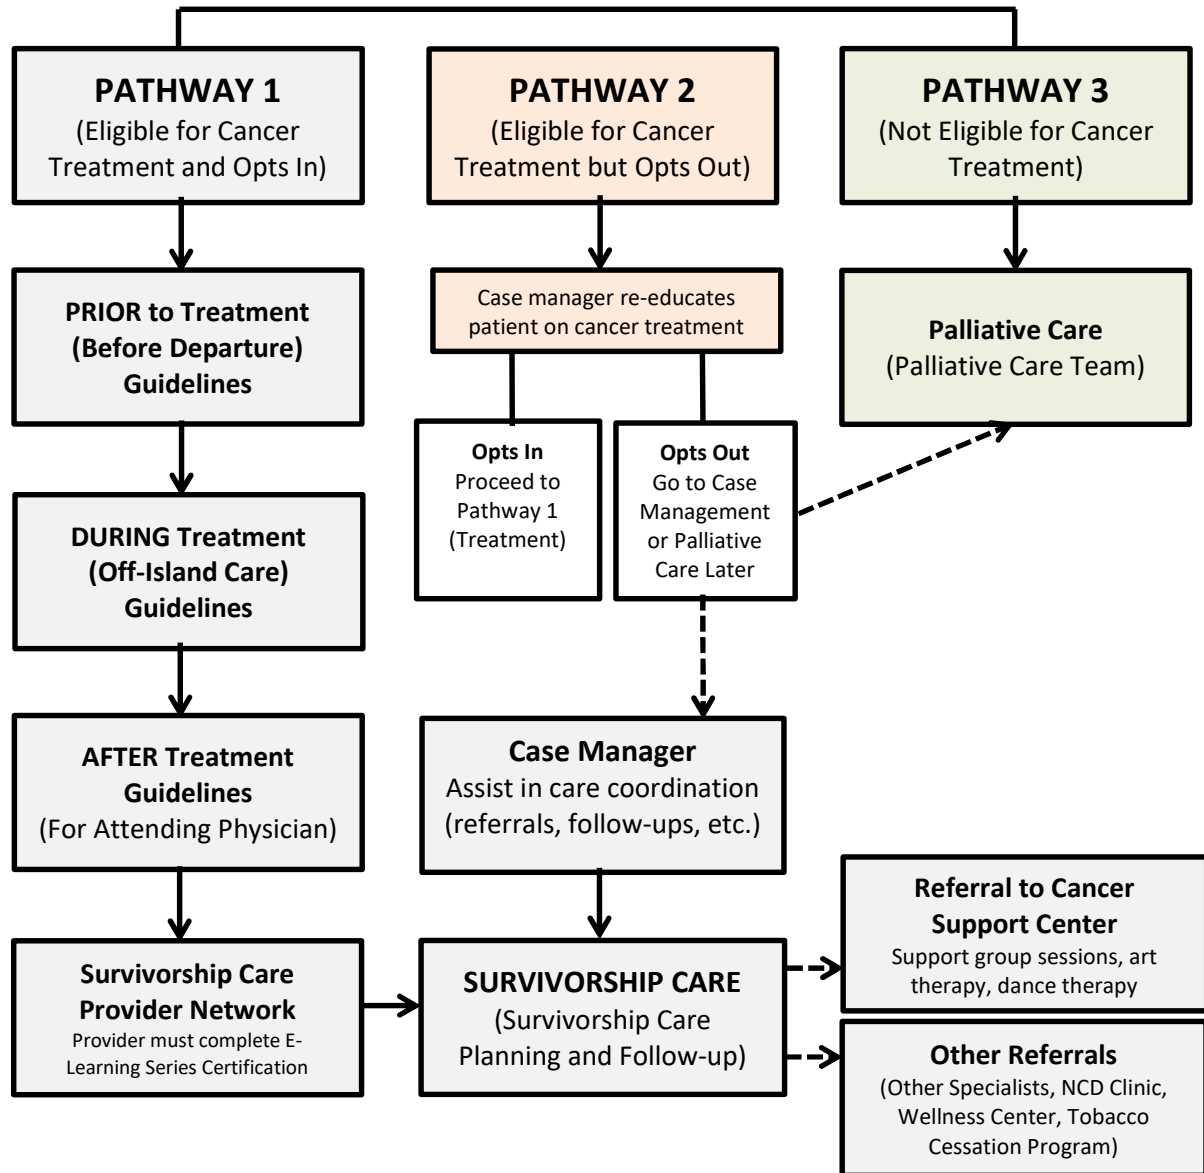 PATHWAY 1
(Eligible for Cancer
Treatment and Opts In)
PRIOR to Treatment
(Before Departure)
Guidelines
DURING Treatment
(Off-Island Care)
Guidelines
AFTER Treatment
Guidelines
(For Attending Physician)
Survivorship Care
Provider Network
Provider must complete E-
Learning Series Certification
PATHWAY 2
(Eligible for Cancer
Treatment but Opts Out)
Case manager re-educates
patient on cancer treatment
Opts In
Proceed to
Pathway 1
(Treatment)
Opts Out
Go to Case
Management
or Palliative
Care Later
Case Manager
Assist in care coordination
(referrals, follow-ups, etc.)
SURVIVORSHIP CARE
(Survivorship Care
Planning and Follow-up)
PATHWAY 3
(Not Eligible for Cancer
Treatment)
Palliative Care
(Palliative Care Team)
Referral to Cancer
Support Center
Support group sessions, art
therapy, dance therapy
Other Referrals
(Other Specialists, NCD Clinic,
Wellness Center, Tobacco
Cessation Program)